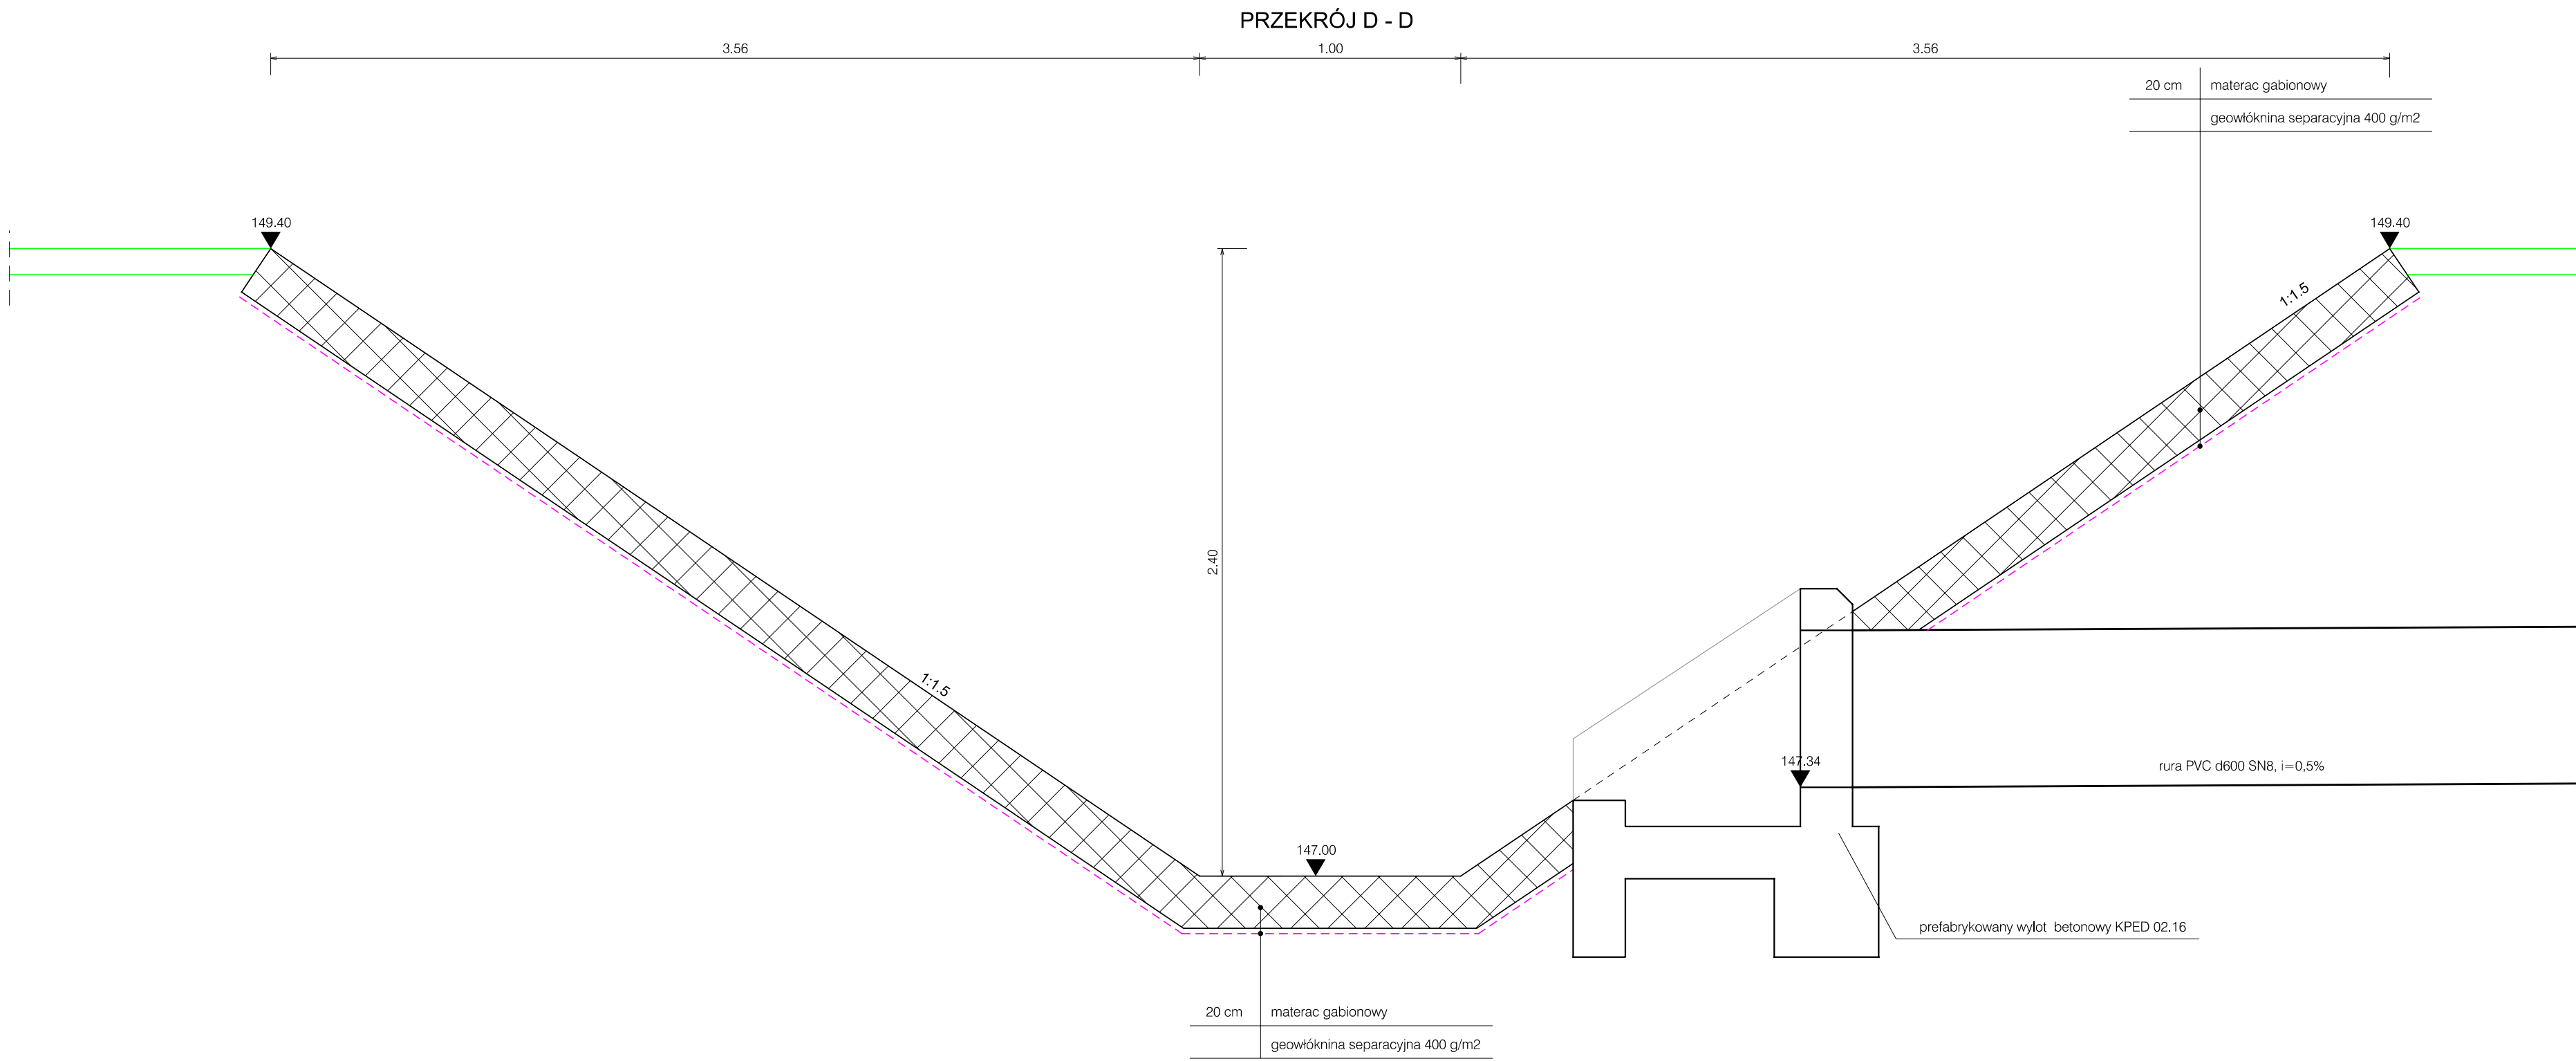 PRZEKRÓJ D - D
3.56
1.00
3.56
20 cm materac gabionowy
geowłóknina separacyjna 400 g/m2
149.40
149.40
1:1.5
2.40
1:1.5
147.34
rura PVC d600 SN8, i=0,5%
147.00
prefabrykowany wylot betonowy KPED 02.16
20 cm materac gabionowy
geowłóknina separacyjna 400 g/m2